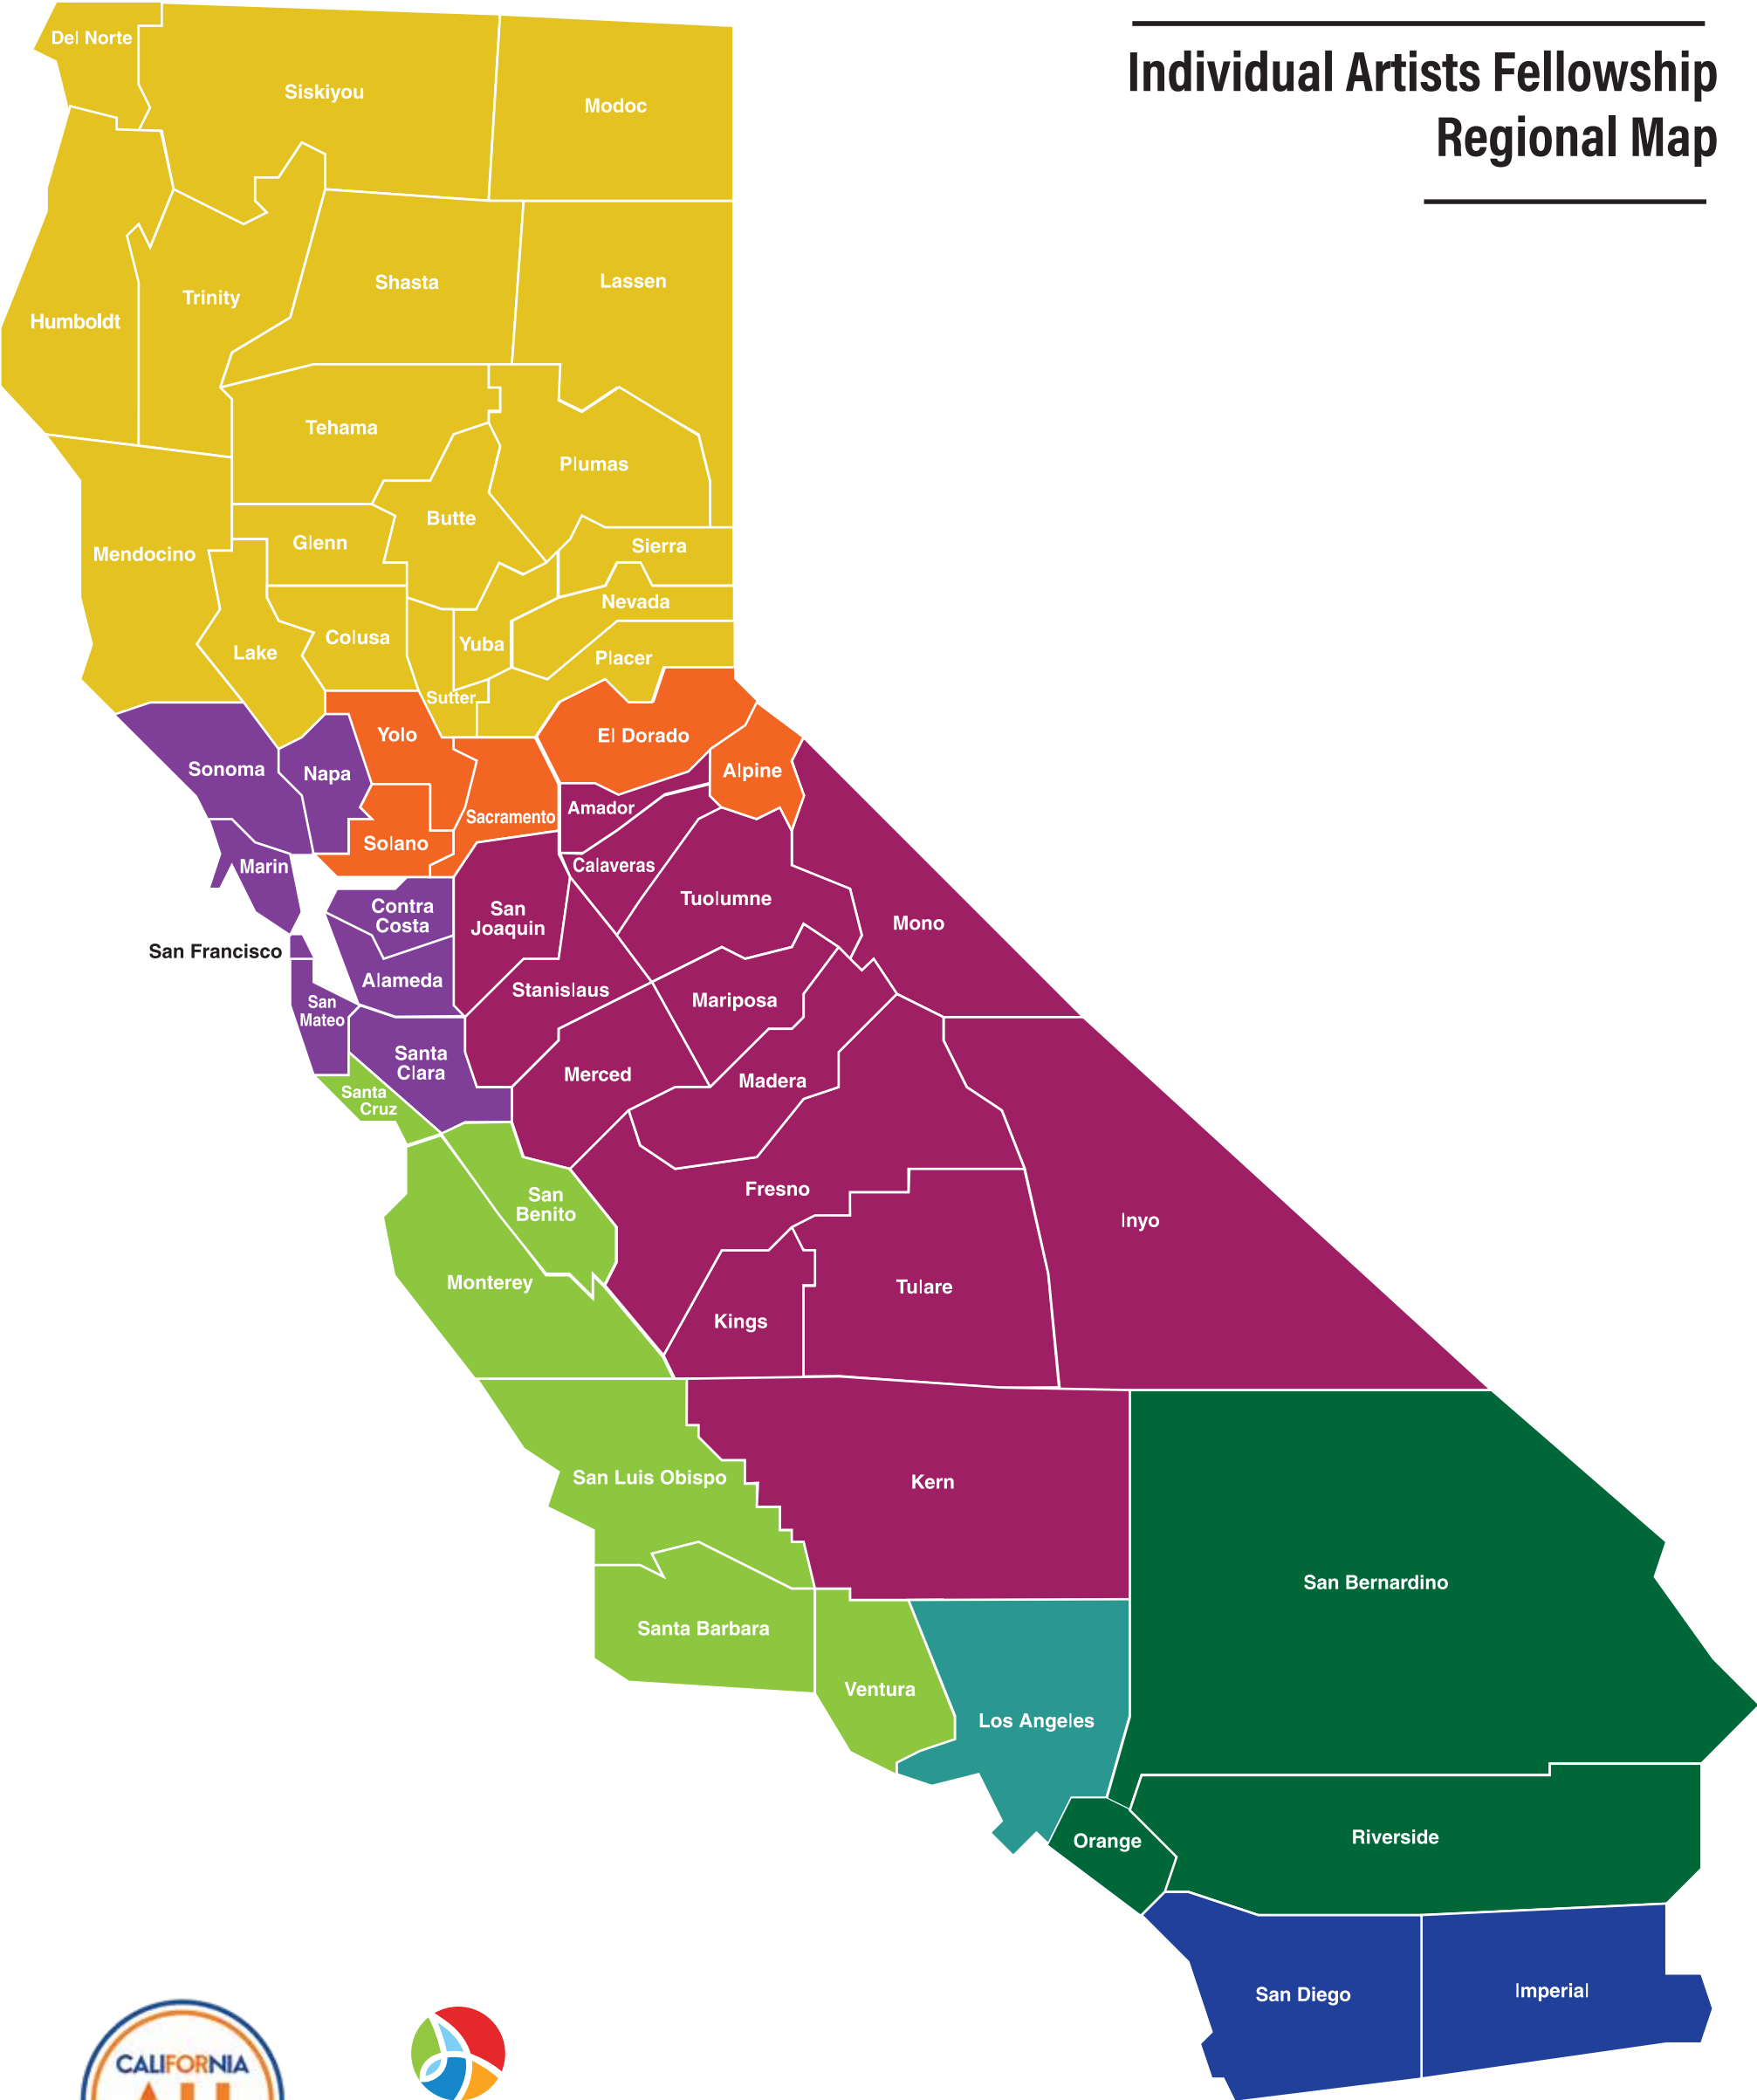 Individual Artists Fellowship
Regional Map
Del Norte
Siskiyou
Modoc
Shasta
Lassen
Trinity
Humboldt
Tehama
Plumas
Butte
Glenn
Sierra
Mendocino
Nevada
Colusa
Yuba
Lake
Placer
Sutter
Yolo
El Dorado
Sonoma
Napa
Alpine
Amador
Sacramento
Solano
Marin
Calaveras
Tuolumne
Contra
Costa
San
Joaquin
Mono
San Francisco
Alameda
Stanislaus
Mariposa
San
Mateo
Santa
Clara
Merced
Madera
Santa
Cruz
Fresno
San
Benito
Inyo
Monterey
Tulare
Kings
San Luis Obispo
Kern
San Bernardino
Santa Barbara
Ventura
Los Angeles
Orange
Riverside
San Diego
Imperial
CALIFORNIA